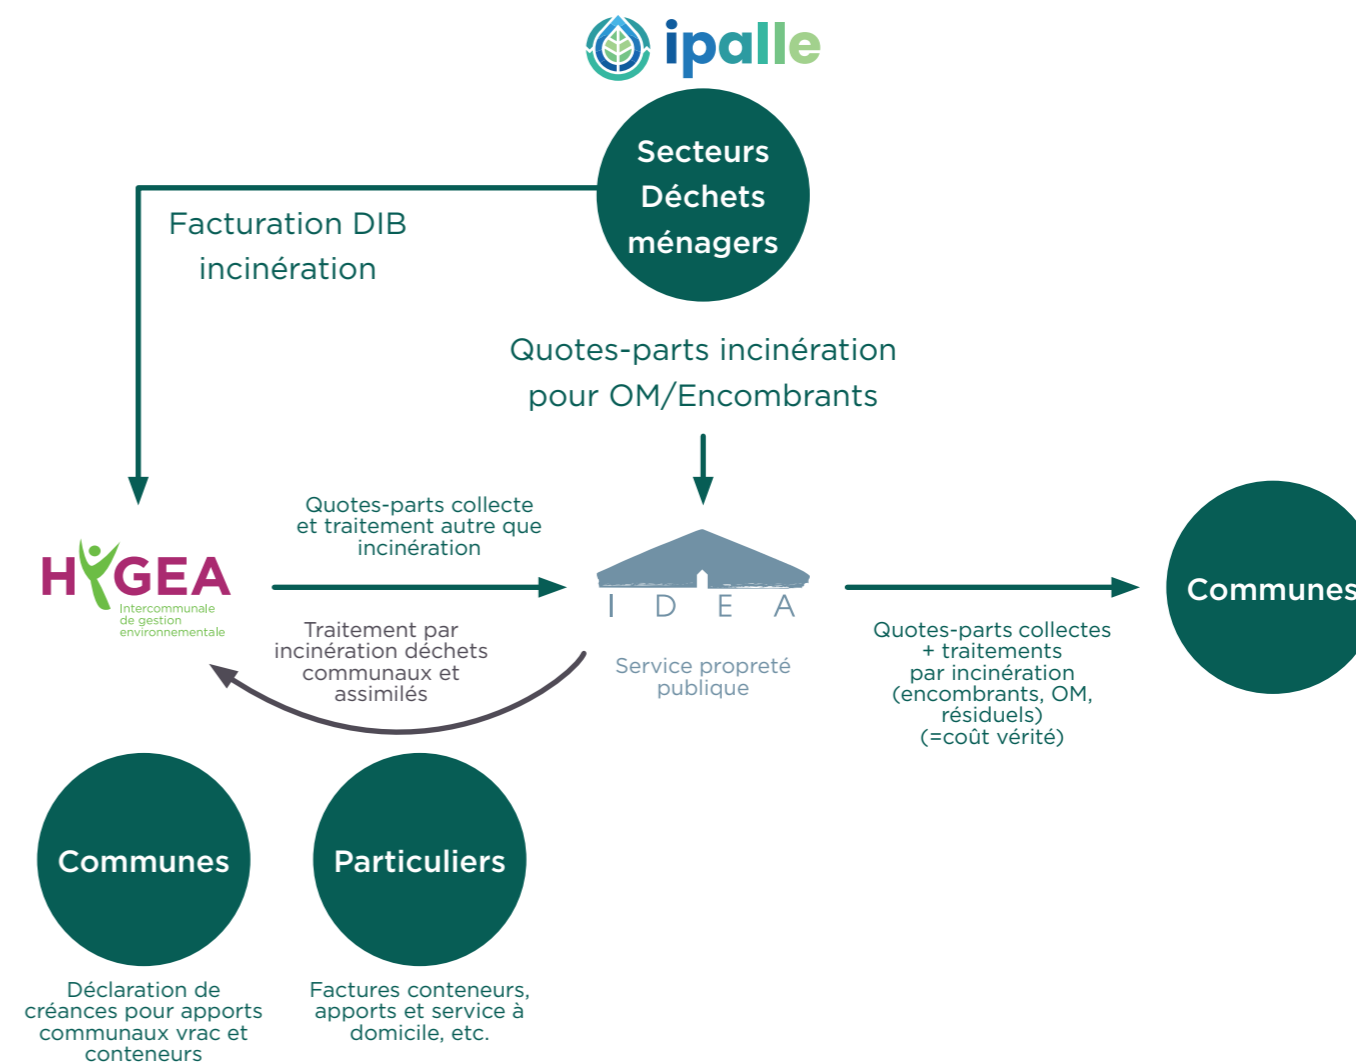 ipalle
Secteurs
Déchets
ménagers
Facturation DIB
incinération
Quotes-parts incinération
pour OM/Encombrants
Quotes-parts collecte
et traitement autre que
incinération
HYGEA
Intercommunale
de gestion
environnementale
Traitement par
incinération déchets
communaux et
assimilés
IDEA
Service propreté
publique
Quotes-parts collectes
+ traitements
par incinération
(encombrants, OM,
résiduels)
(=coût vérité)
Communes
Communes
Particuliers
Déclaration de
créances pour apports
communaux vrac et
conteneurs
Factures conteneurs,
apports et service à
domicile, etc.